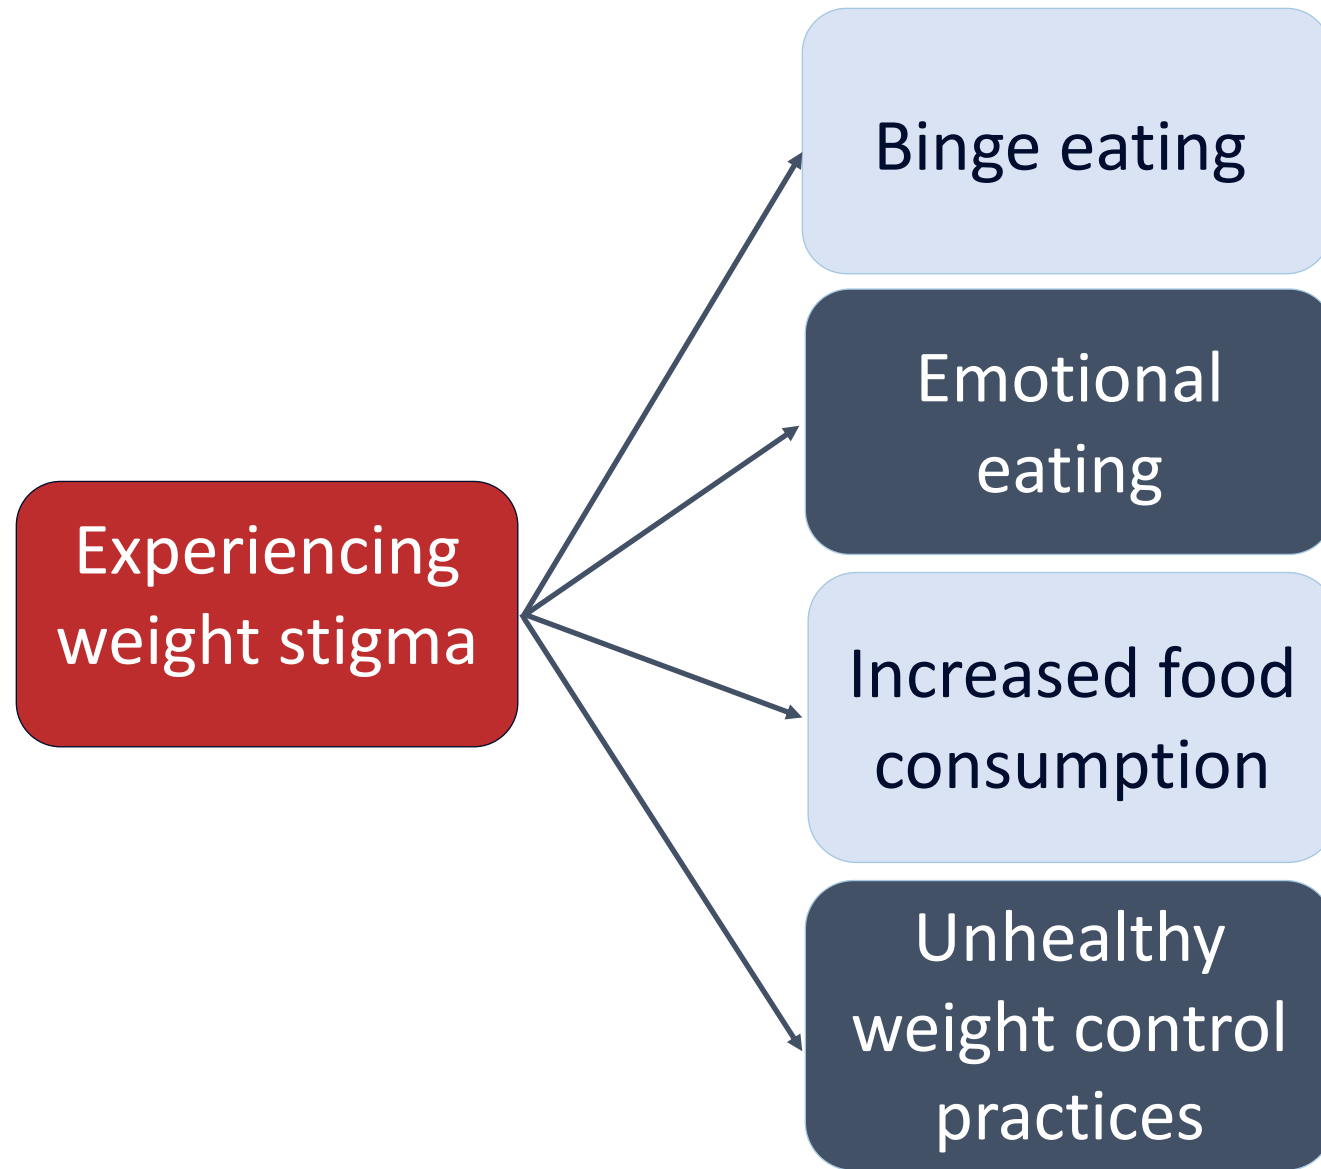 Binge eating
Emotional
eating
Experiencing
weight stigma
Increased food
consumption
Unhealthy
weight control
practices